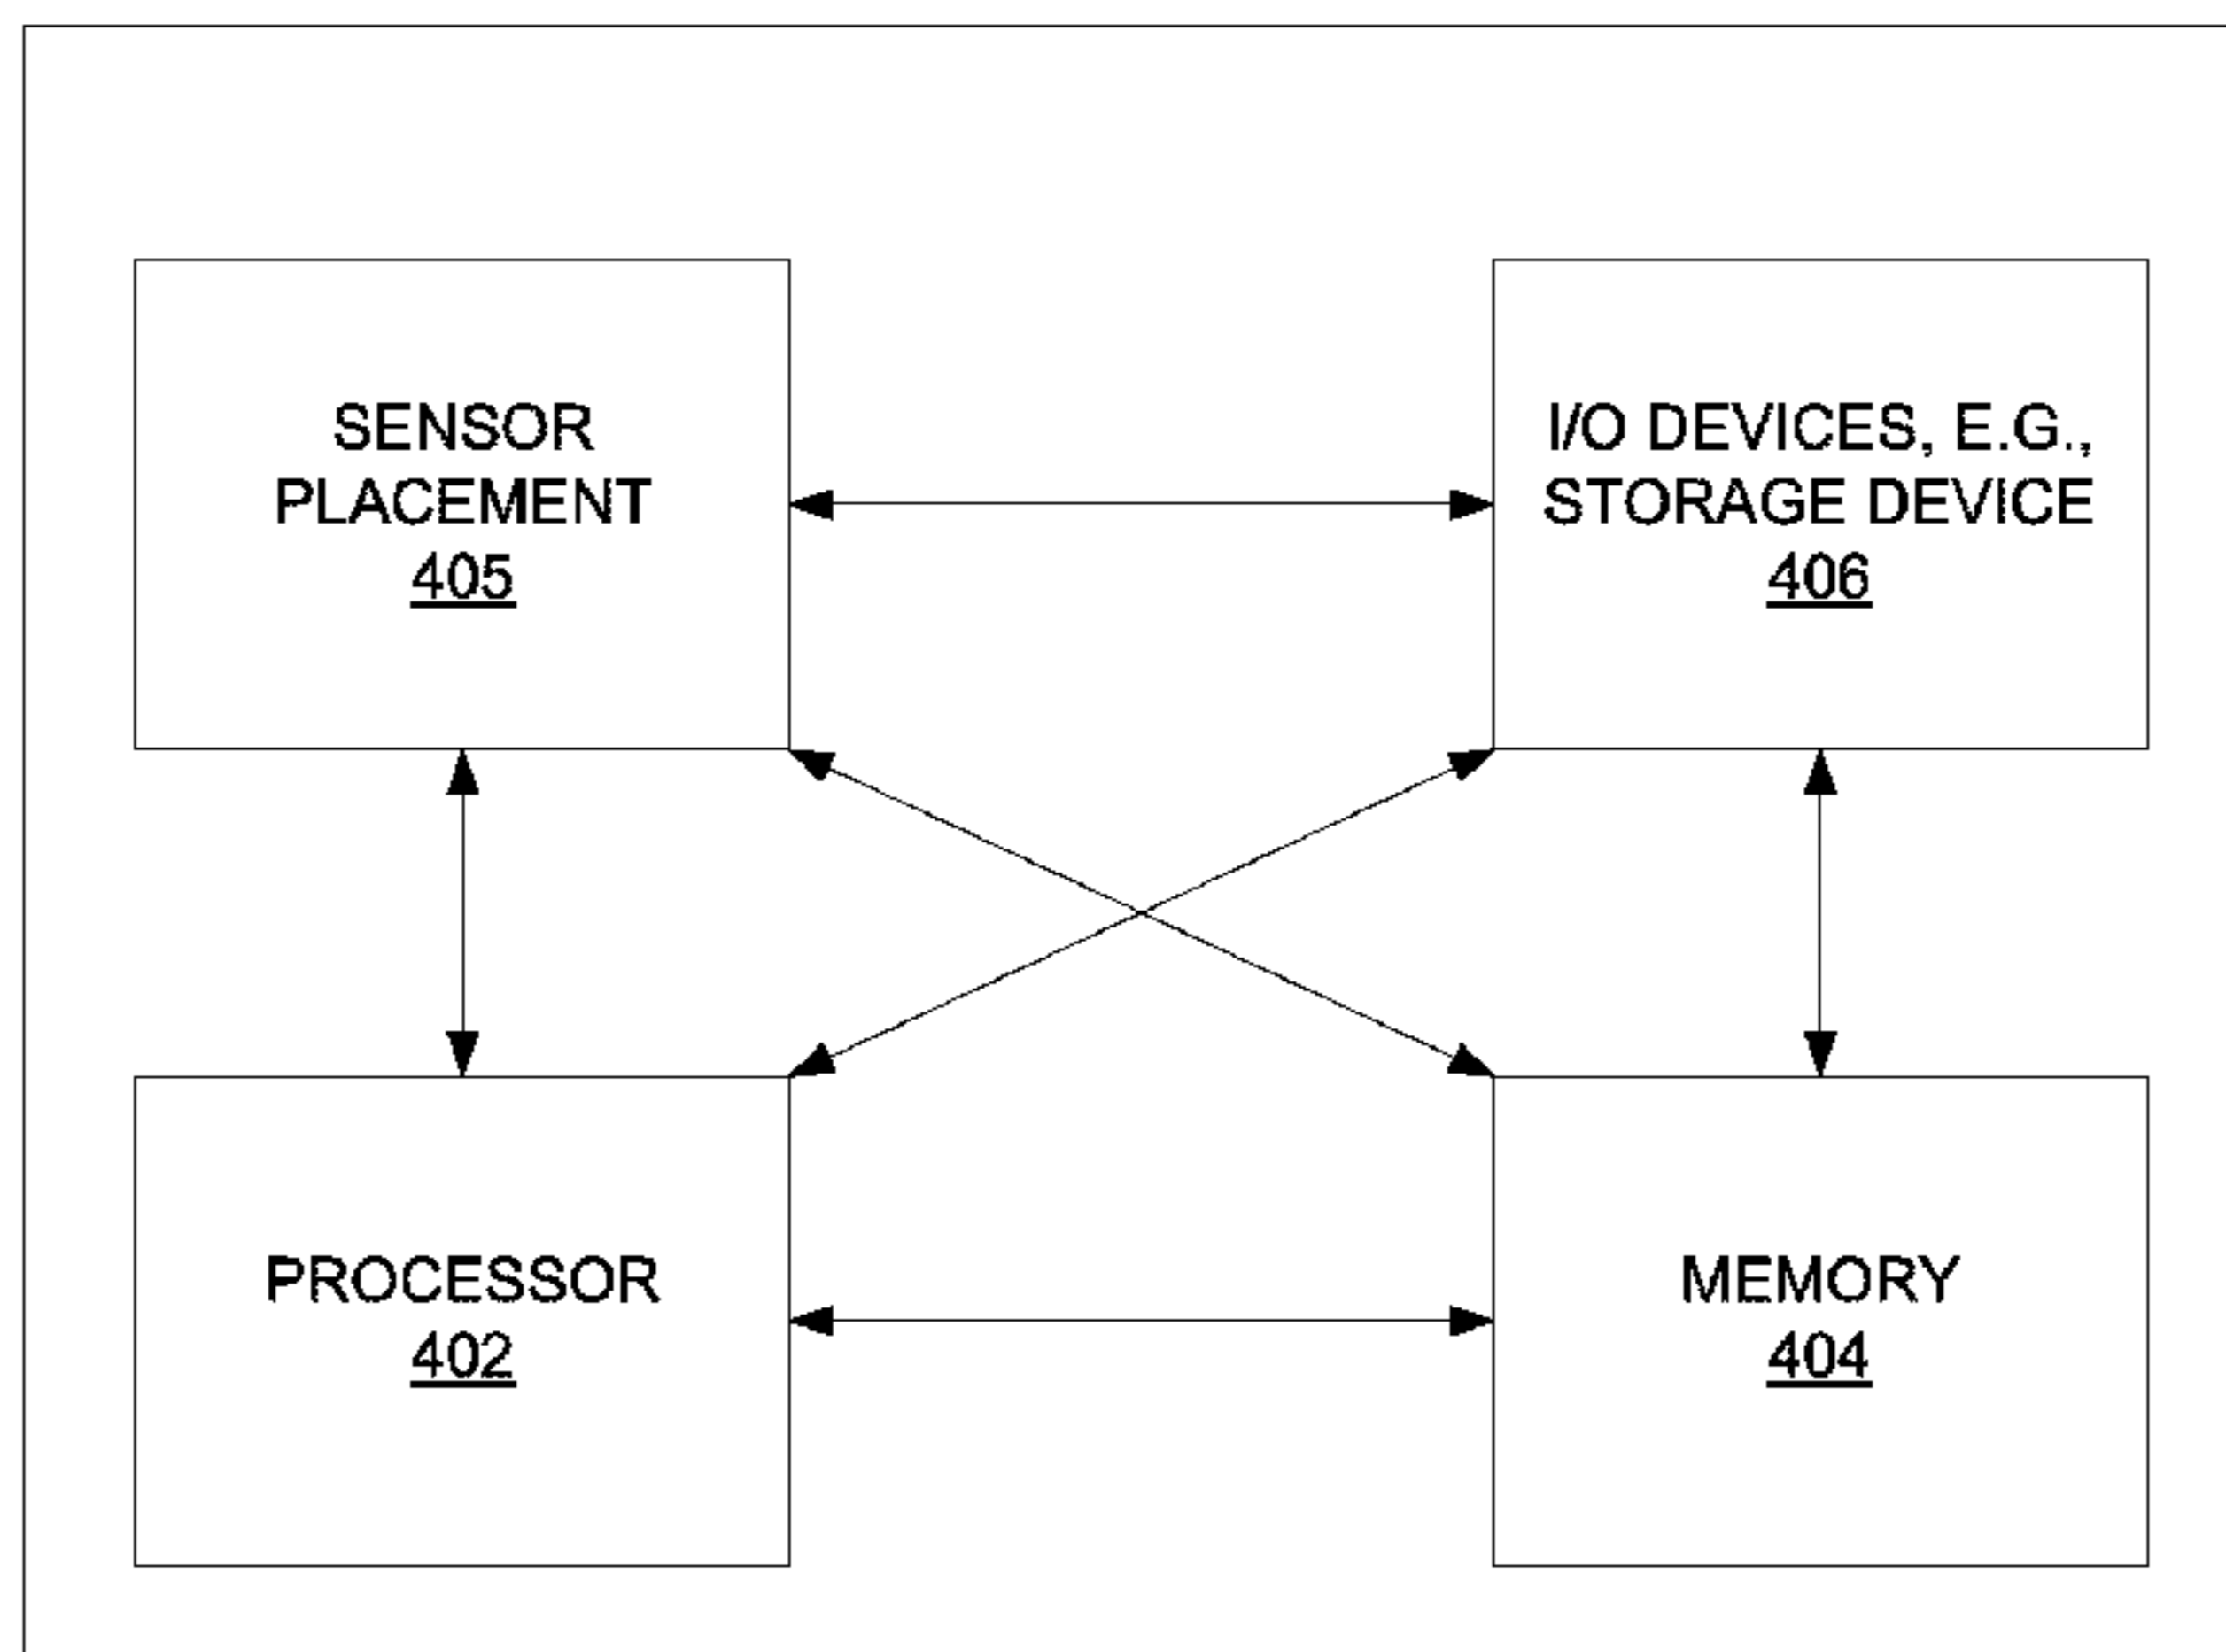 SENSOR
PLACEMENT
405
I/O DEVICES, E.G.,
STORAGE DEVICE
406
PROCESSOR
402
MEMORY
404